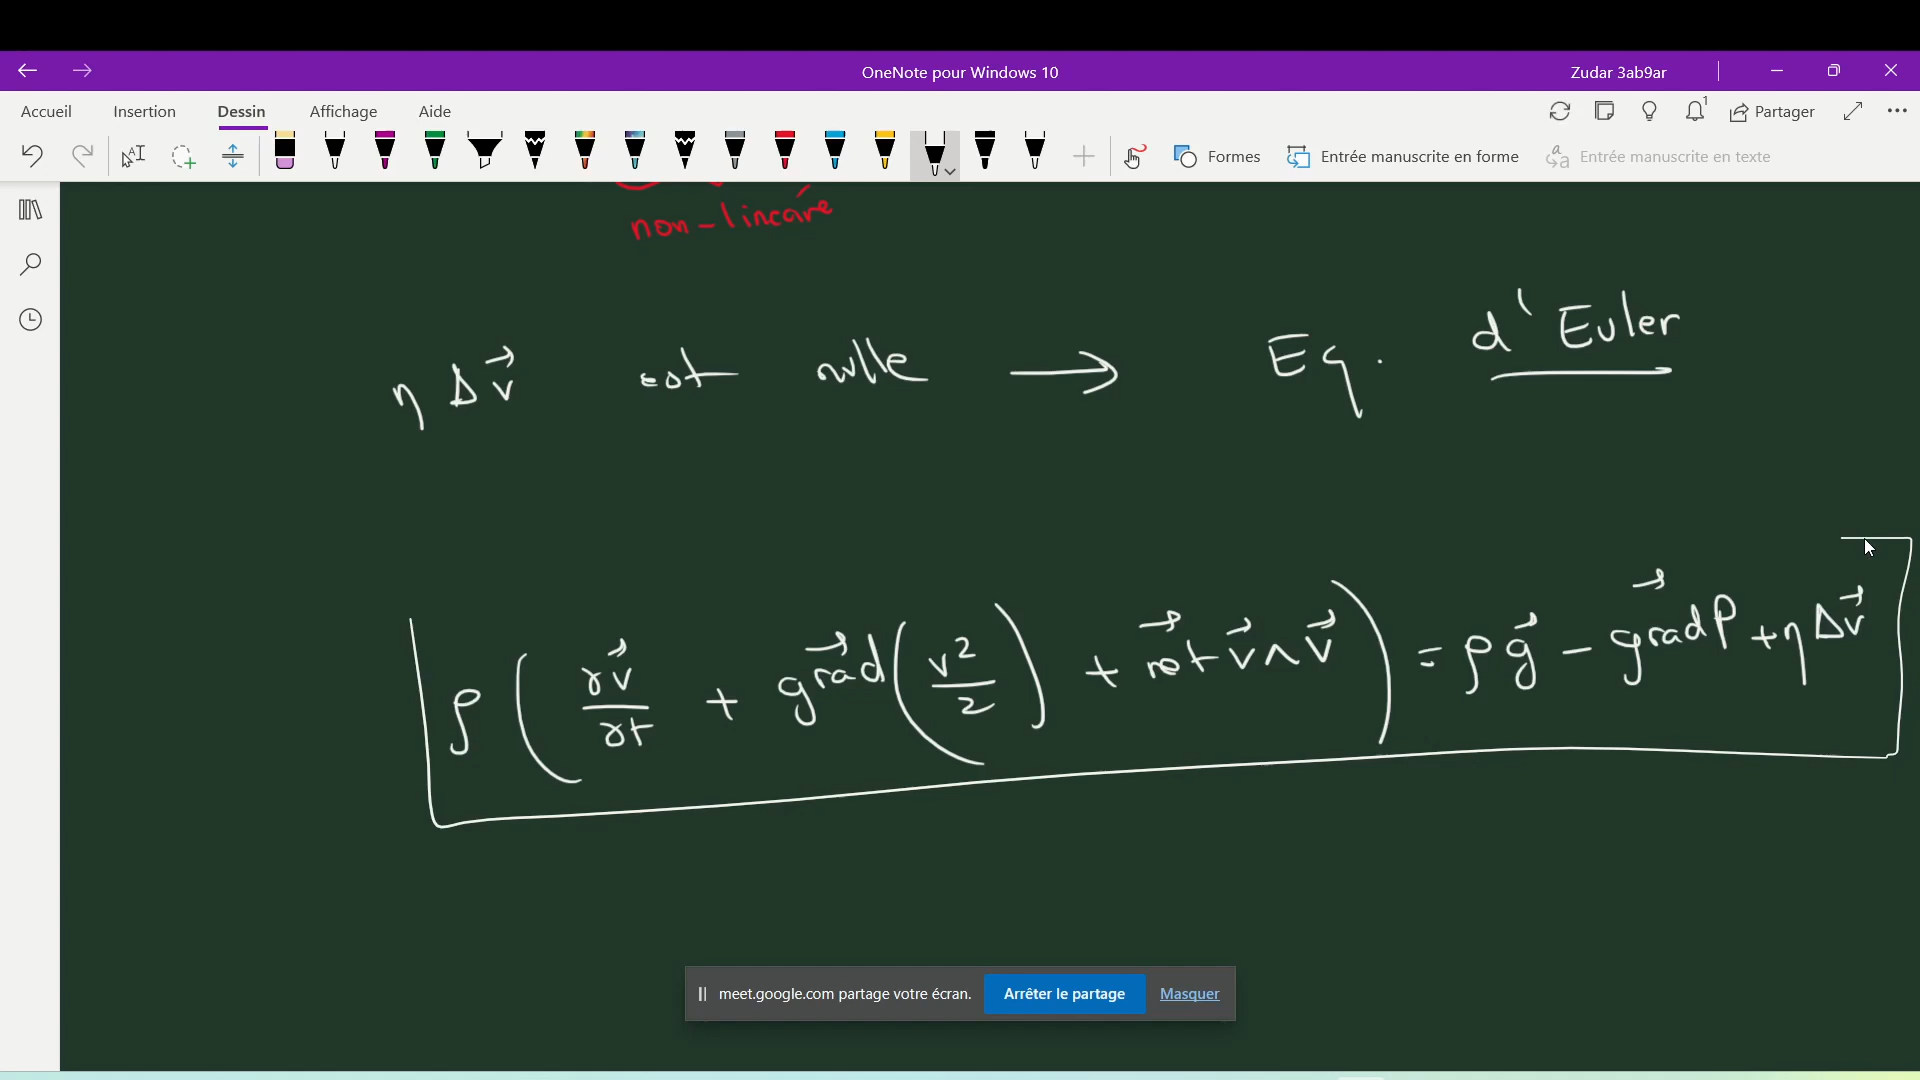 OneNote pour Windows 10
Zudar 3ab9ar
Accueil Insertion Dessin Affichage Aide
1
Partager
Formes Entrée manuscrite en forme Entrée manuscrite en texte
non-linéaire
η Δv⃗ est nulle → Eq. d'Euler
ρ ( ∂v⃗/∂t + grad⃗ (v²/2) + rot⃗ v⃗ ∧ v⃗ ) = ρ g⃗ − grad⃗ P + η Δv⃗
meet.google.com partage votre écran. Arrêter le partage Masquer